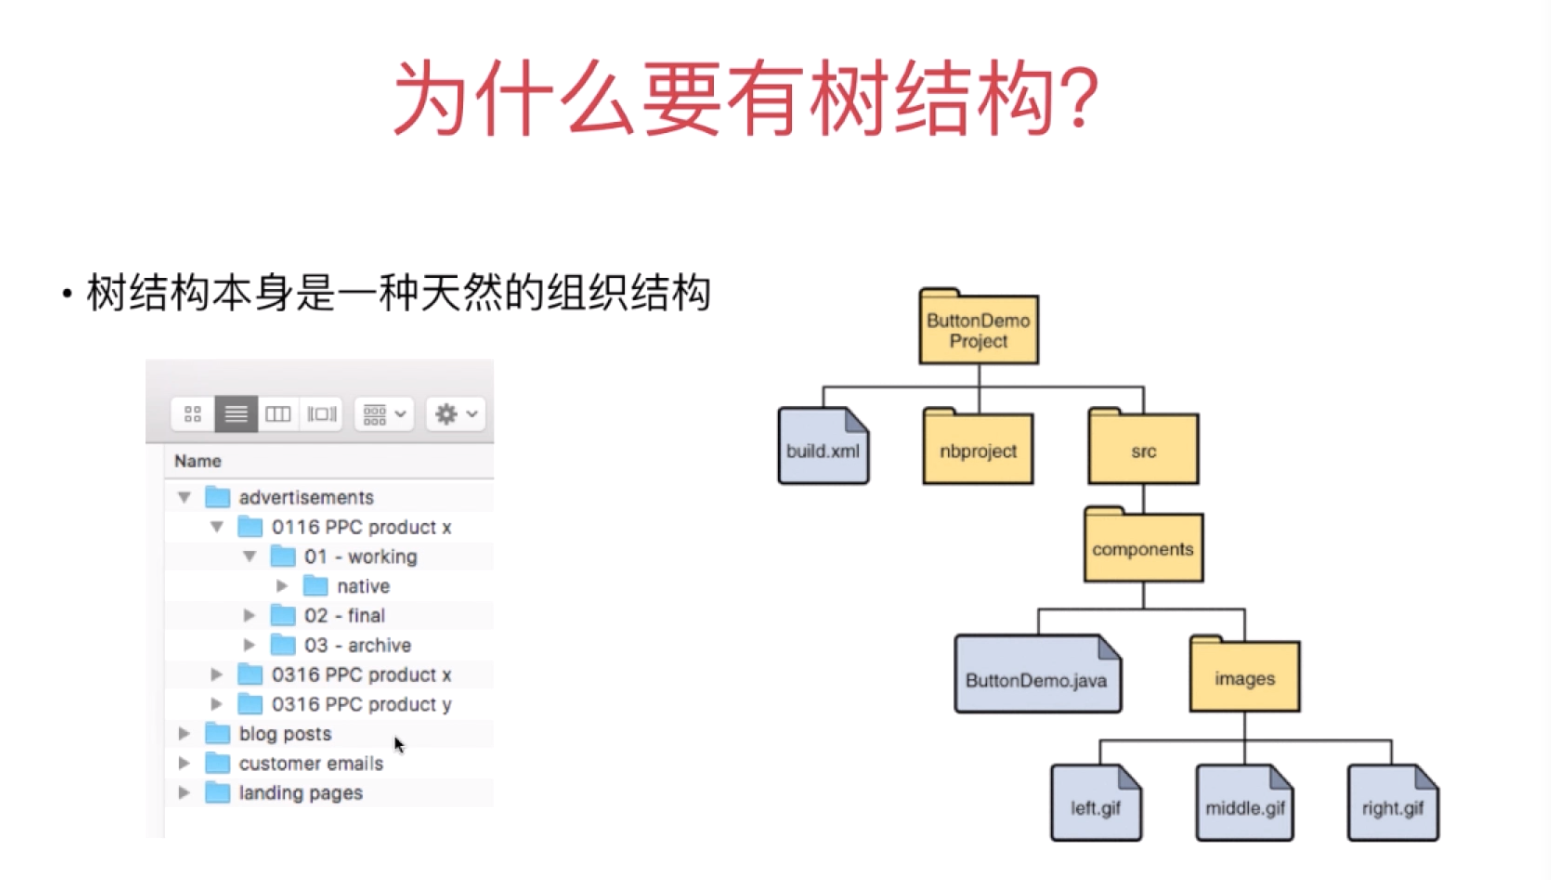 为什么要有树结构?
• 树结构本身是一种天然的组织结构
Name
advertisements
0116 PPC product x
01 - working
native
02 - final
03 - archive
0316 PPC product x
0316 PPC product y
blog posts
customer emails
landing pages
ButtonDemo
Project
build.xml
nbproject
src
components
ButtonDemo.java
images
left.gif
middle.gif
right.gif